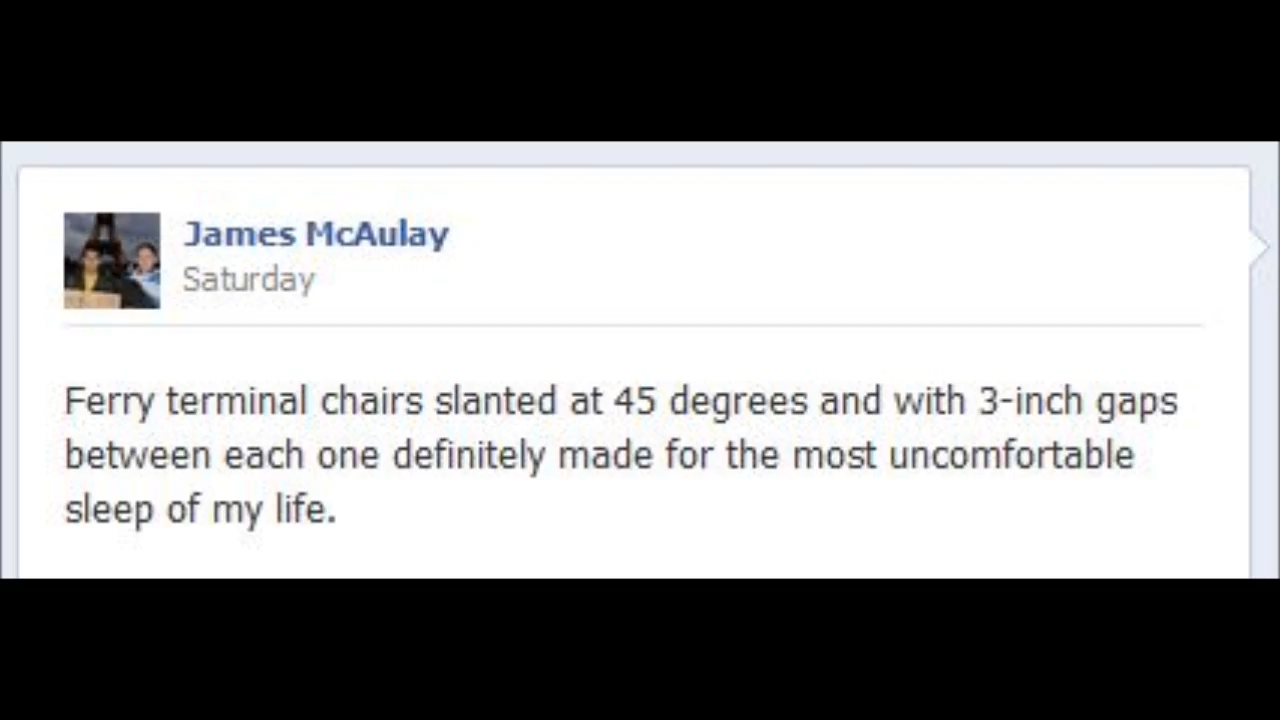 James McAulay
Saturday
Ferry terminal chairs slanted at 45 degrees and with 3-inch gaps
between each one definitely made for the most uncomfortable
sleep of my life.